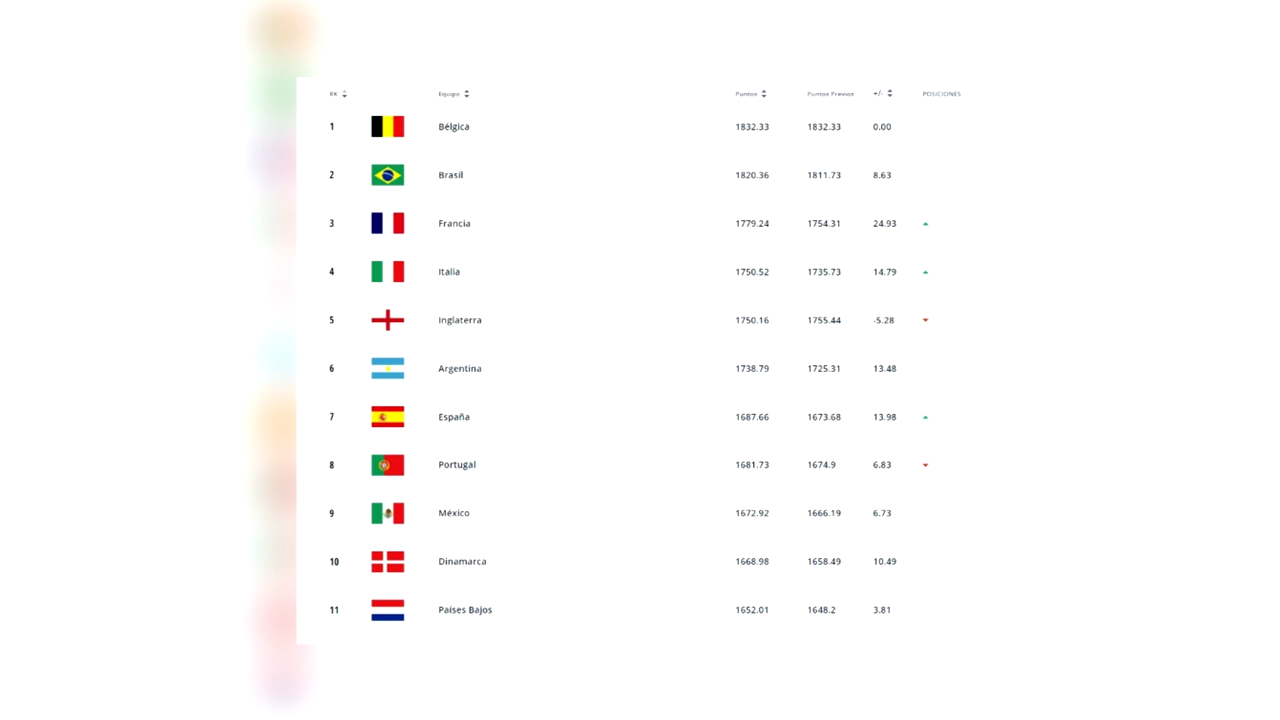 RK Equipo Puntos Puntos Previos +/- POSICIONES
1 Bélgica 1832.33 1832.33 0.00
2 Brasil 1820.36 1811.73 8.63
3 Francia 1779.24 1754.31 24.93
4 Italia 1750.52 1735.73 14.79
5 Inglaterra 1750.16 1755.44 -5.28
6 Argentina 1738.79 1725.31 13.48
7 España 1687.66 1673.68 13.98
8 Portugal 1681.73 1674.9 6.83
9 México 1672.92 1666.19 6.73
10 Dinamarca 1668.98 1658.49 10.49
11 Países Bajos 1652.01 1648.2 3.81